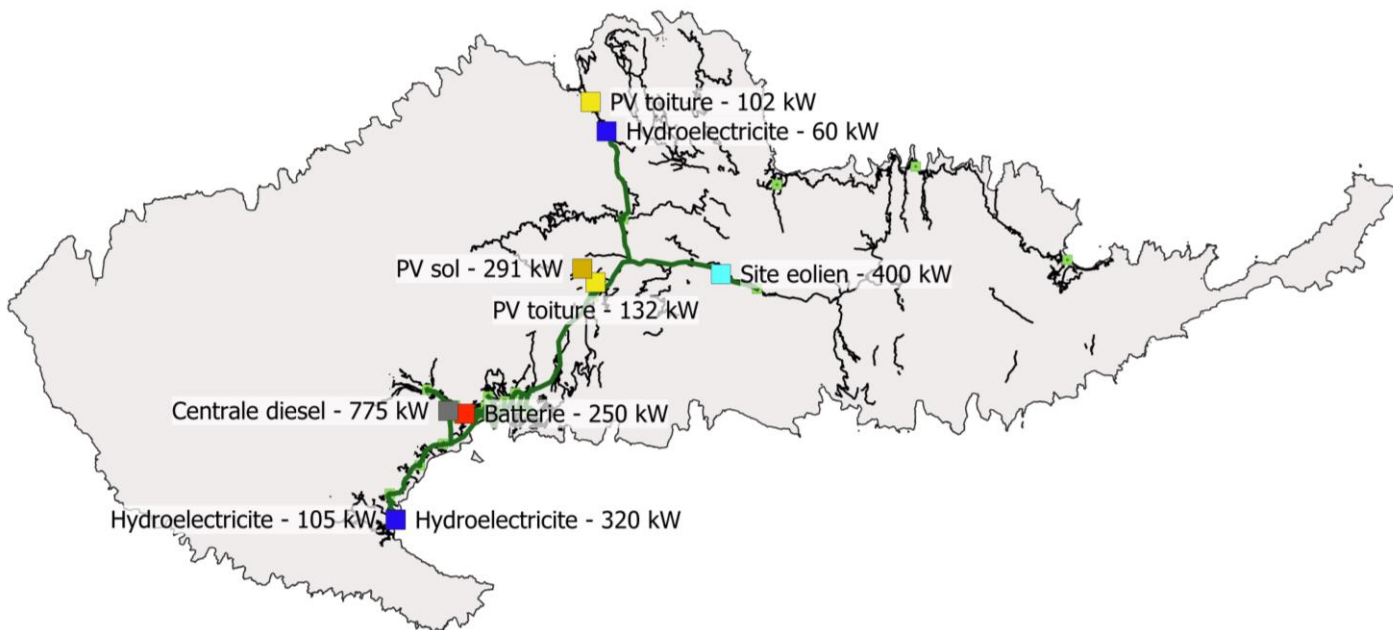 PV toiture - 102 kW
Hydroelectricite - 60 kW
PV sol - 291 kW
Site eolien - 400 kW
PV toiture - 132 kW
Centrale diesel - 775 kW
Batterie - 250 kW
Hydroelectricite - 105 kW
Hydroelectricite - 320 kW